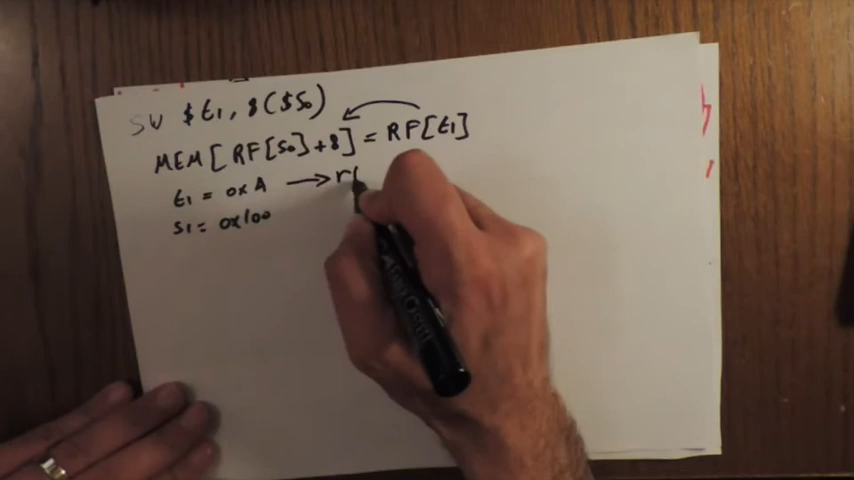 SW $t1, 8($S0)
MEM[RF[S0]+8] = RF[t1]
t1 = 0xA → r
S1 = 0x100